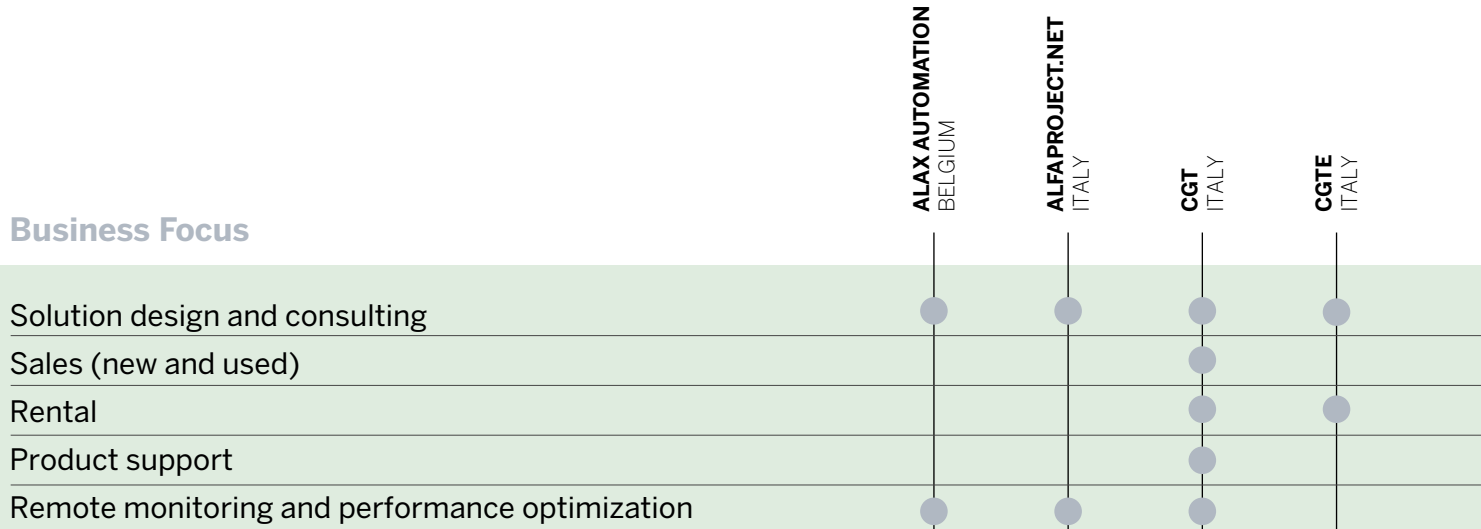 ALAX AUTOMATION
BELGIUM
ALFAPROJECT.NET
ITALY
CGT
ITALY
CGTE
ITALY
Business Focus
Solution design and consulting
Sales (new and used)
Rental
Product support
Remote monitoring and performance optimization